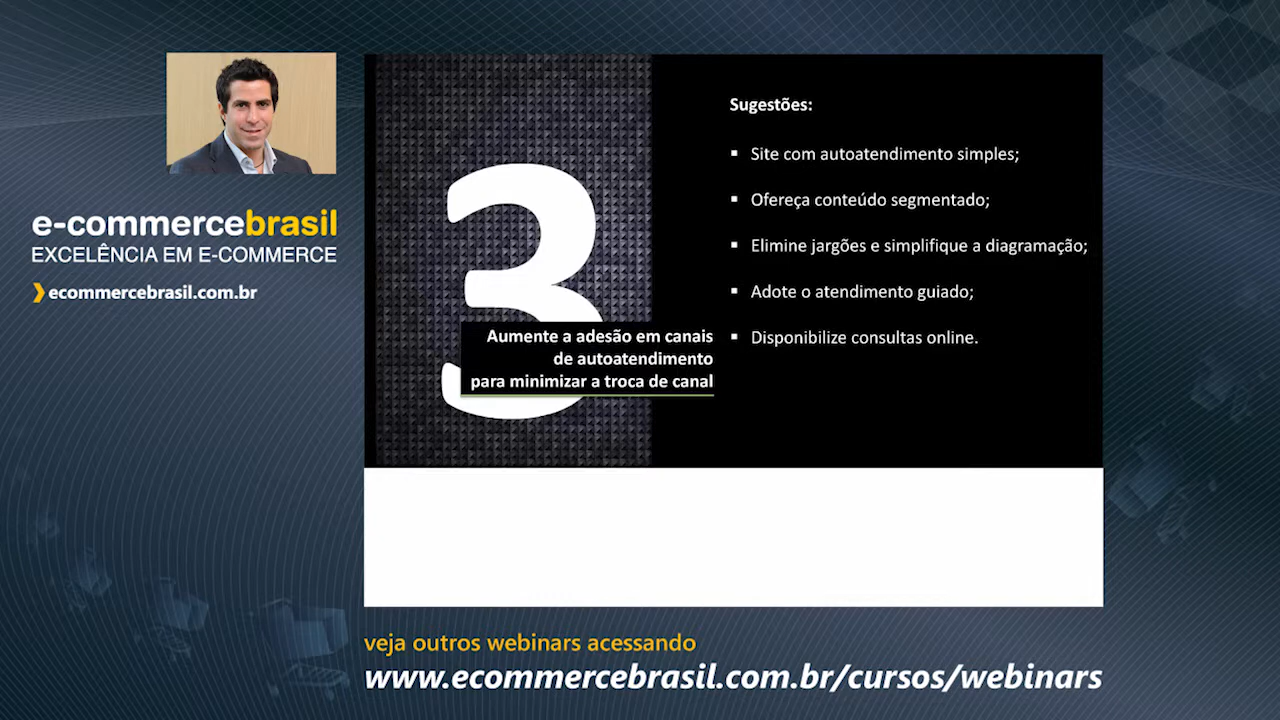 e-commercebrasil
EXCELÊNCIA EM E-COMMERCE
ecommercebrasil.com.br
3
Aumente a adesão em canais
de autoatendimento
para minimizar a troca de canal
Sugestões:
▪ Site com autoatendimento simples;
▪ Ofereça conteúdo segmentado;
▪ Elimine jargões e simplifique a diagramação;
▪ Adote o atendimento guiado;
▪ Disponibilize consultas online.
veja outros webinars acessando
www.ecommercebrasil.com.br/cursos/webinars